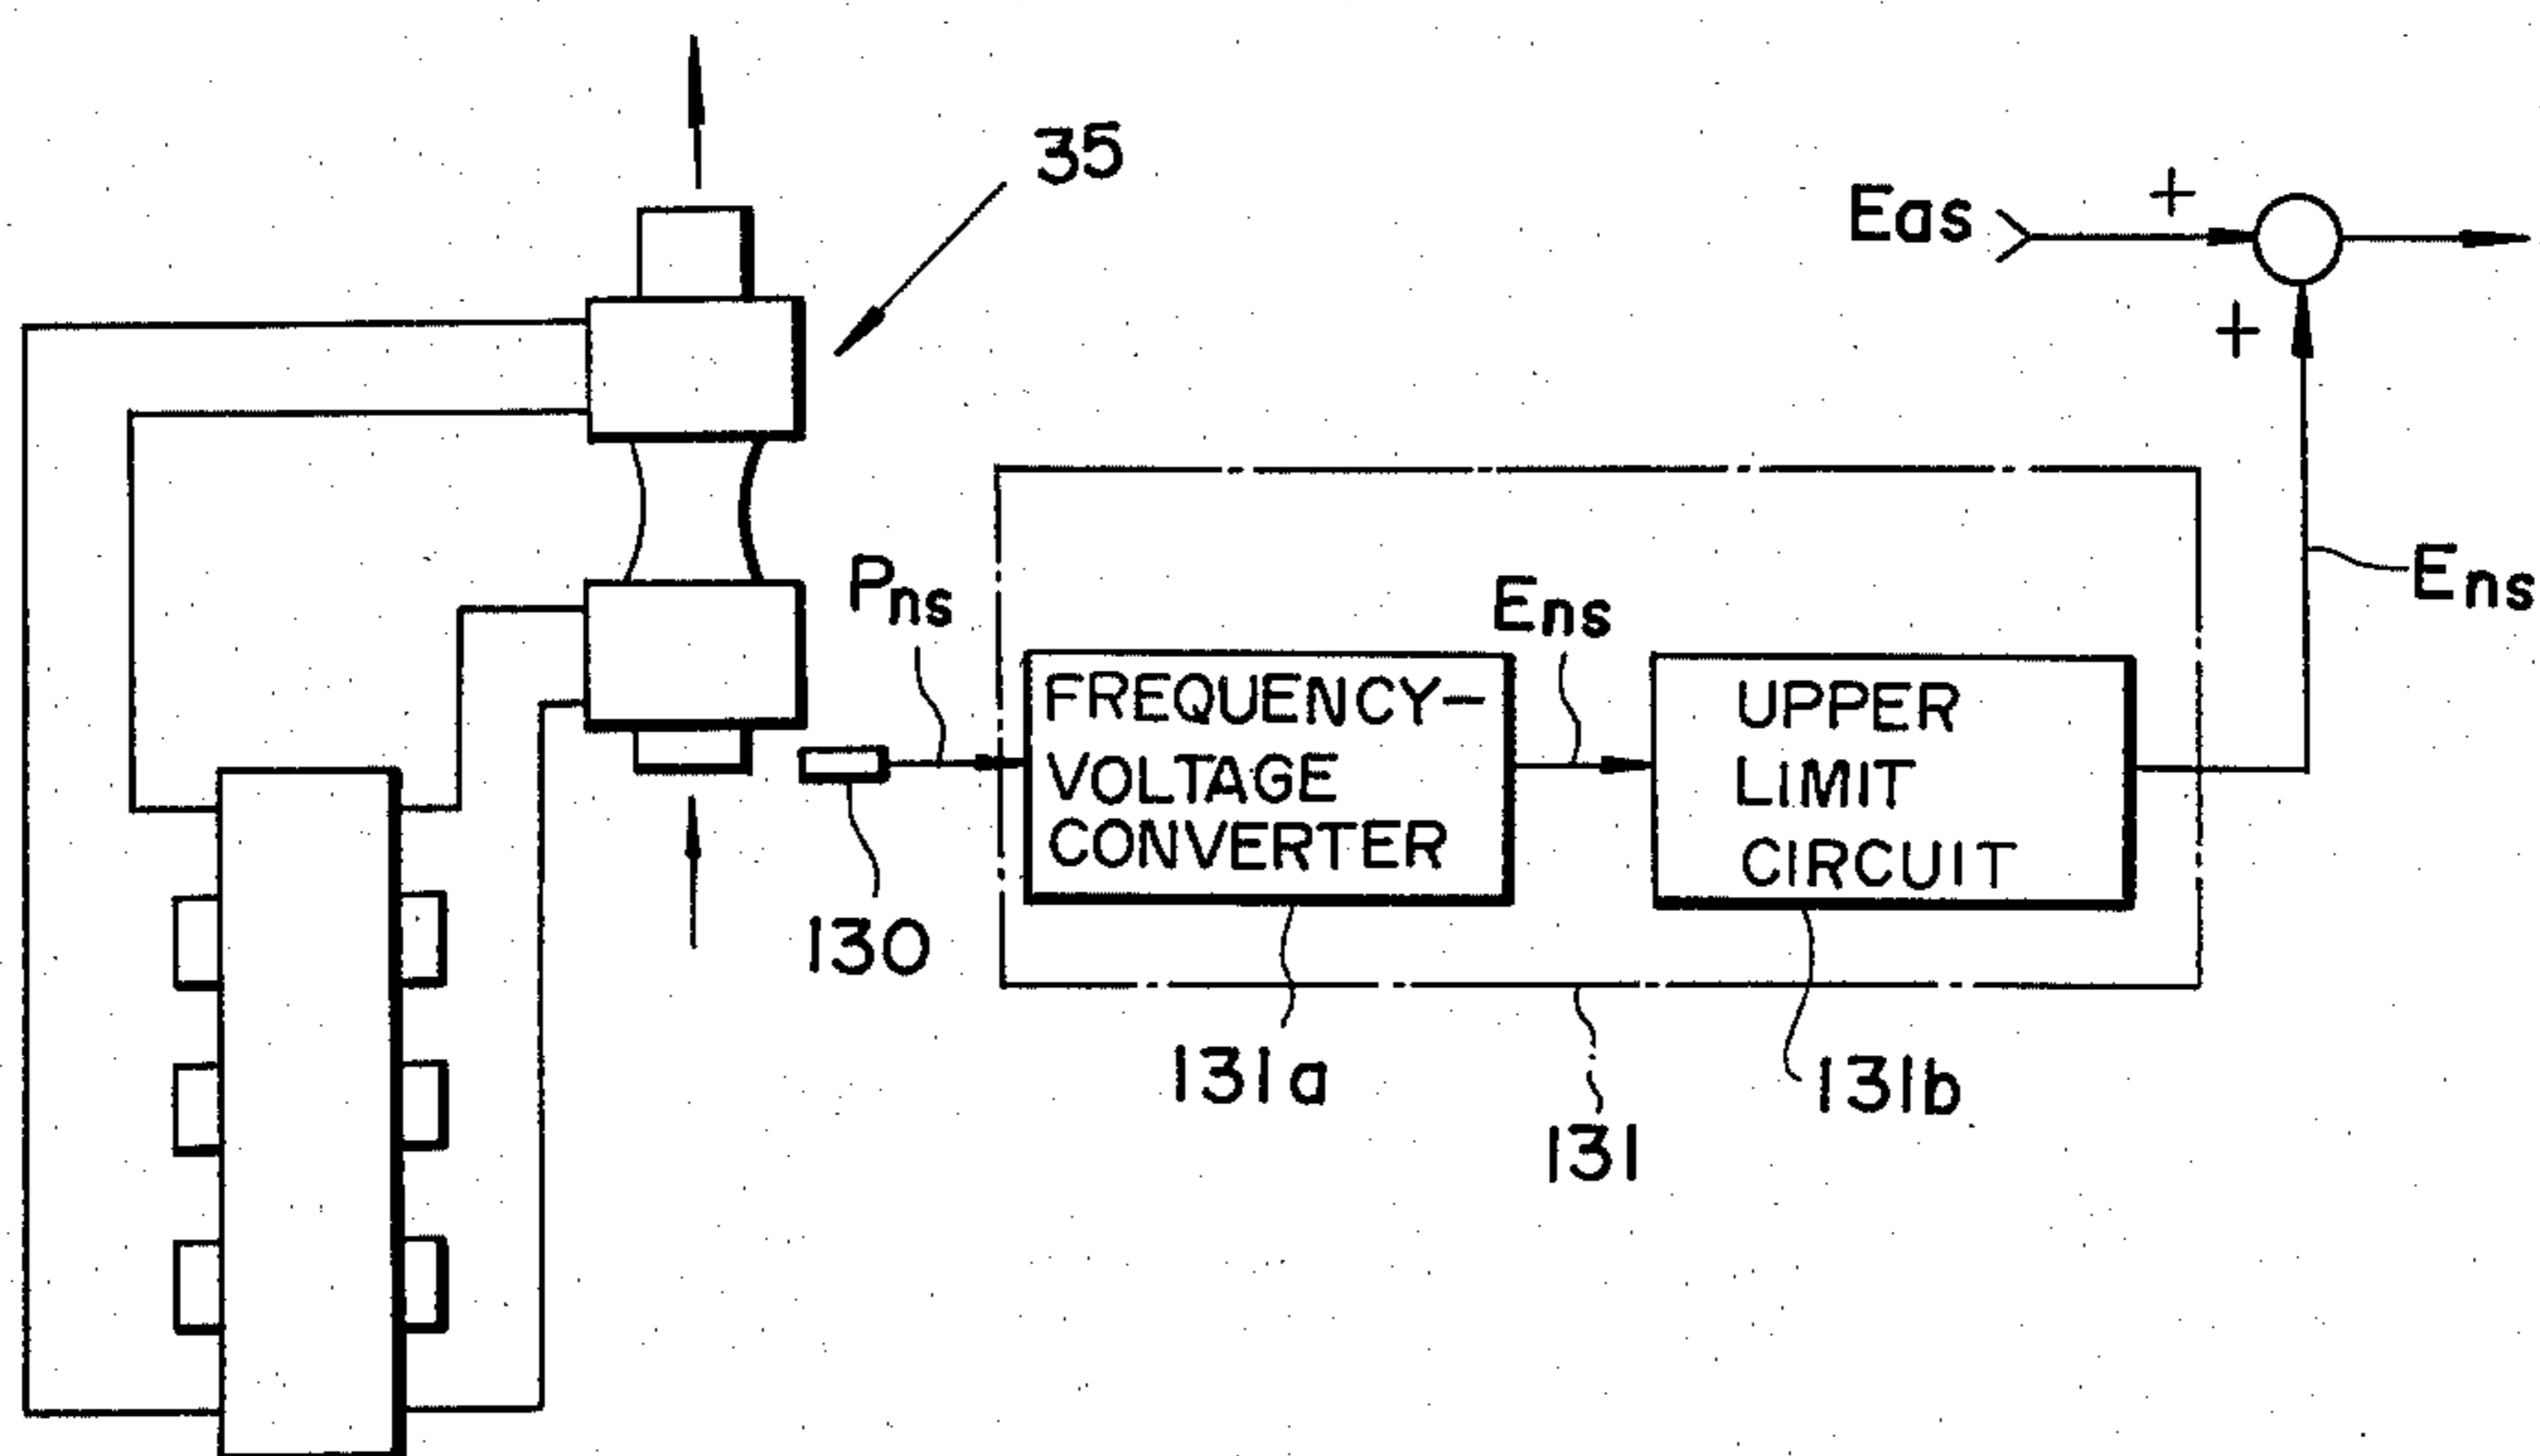 35
Eas
+
+
Pns
Ens
Ens
FREQUENCY-
VOLTAGE
CONVERTER
UPPER
LIMIT
CIRCUIT
130
131a
131b
131